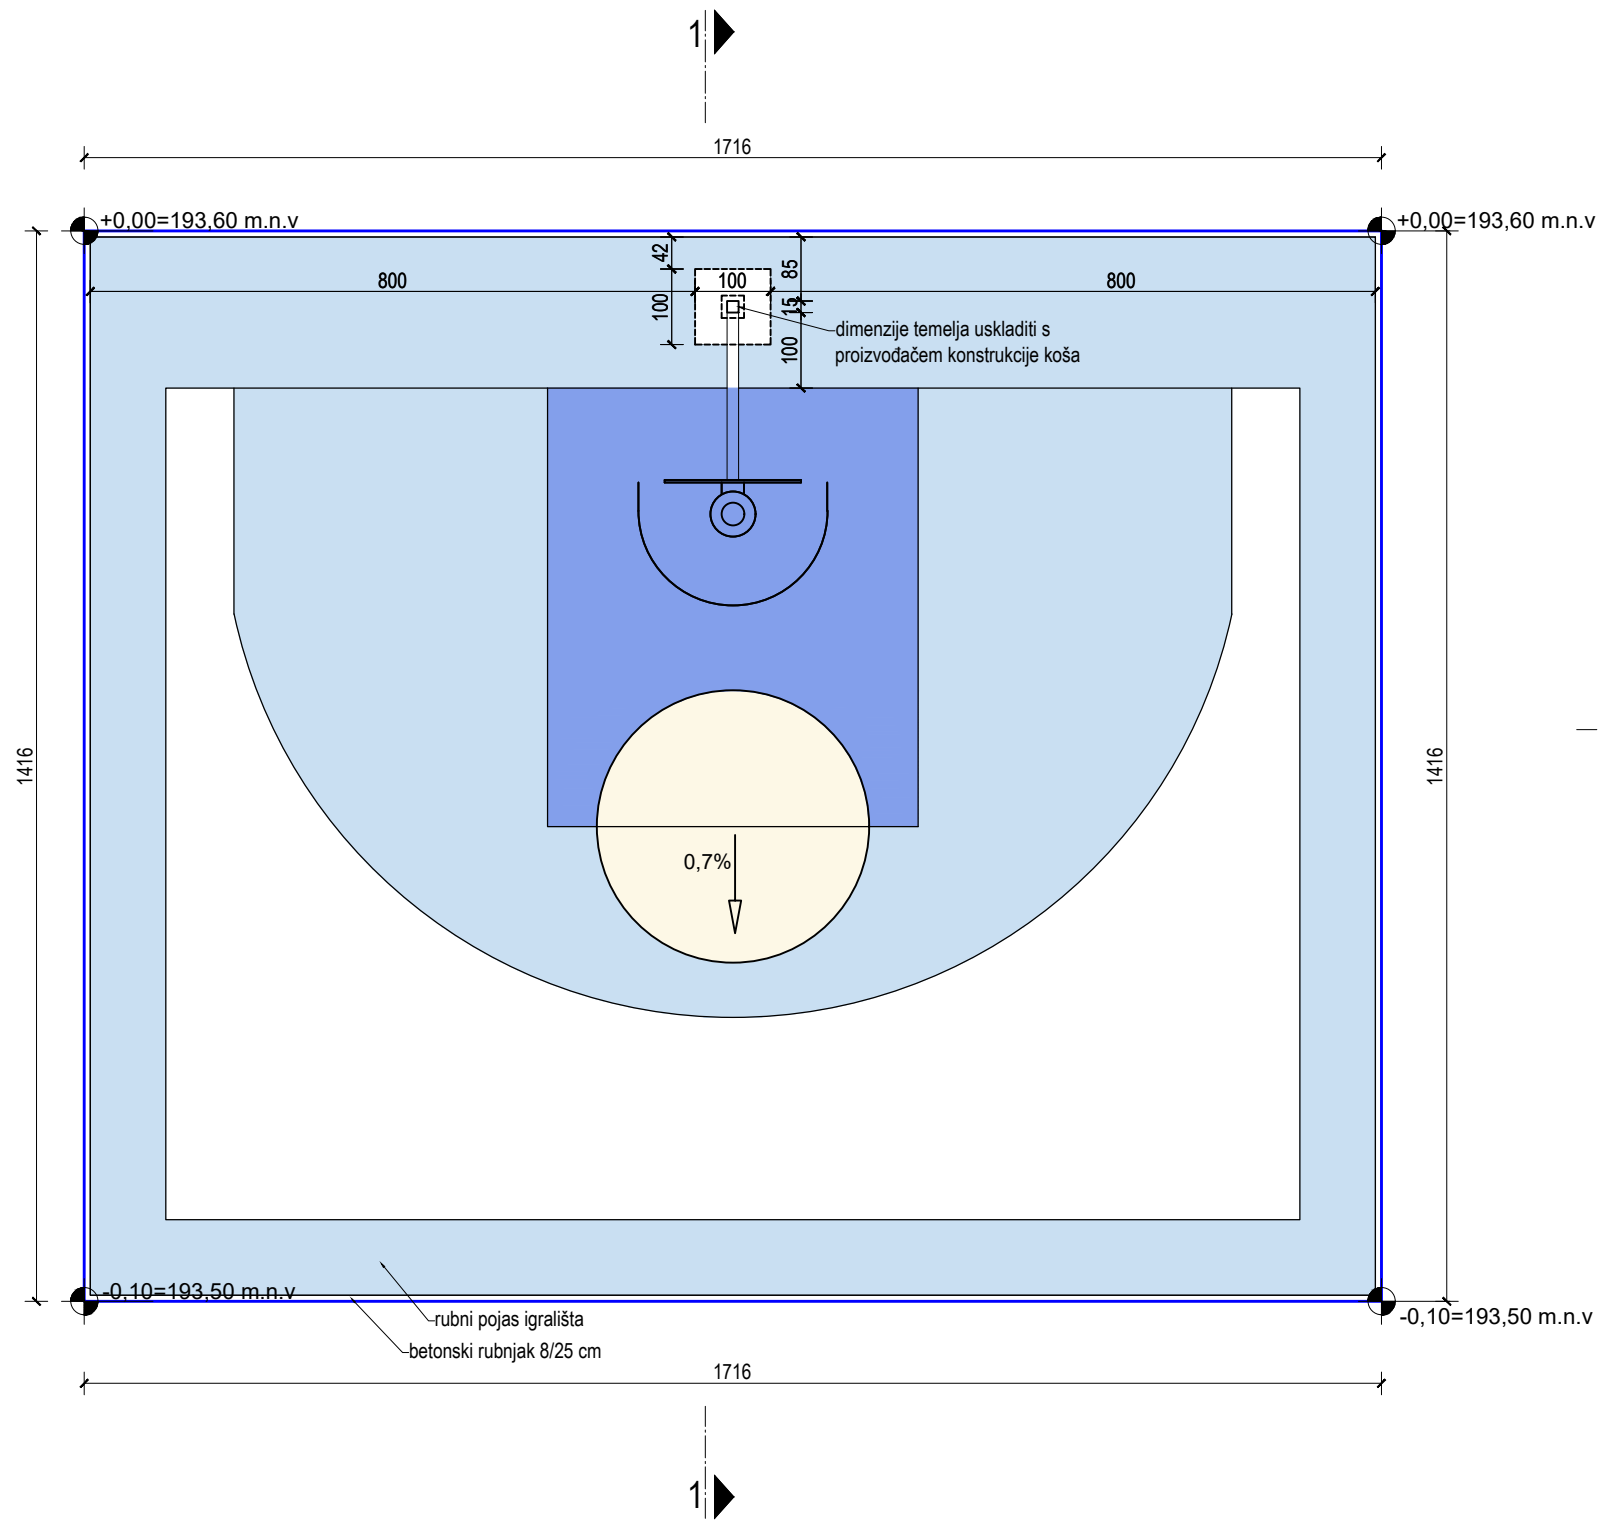 1
1716
+0,00=193,60 m.n.v
+0,00=193,60 m.n.v
42
85
800
100
800
100
15
dimenzije temelja uskladiti s
proizvođačem konstrukcije koša
100
1416
1416
0,7%
-0,10=193,50 m.n.v
-0,10=193,50 m.n.v
rubni pojas igrališta
betonski rubnjak 8/25 cm
1716
1